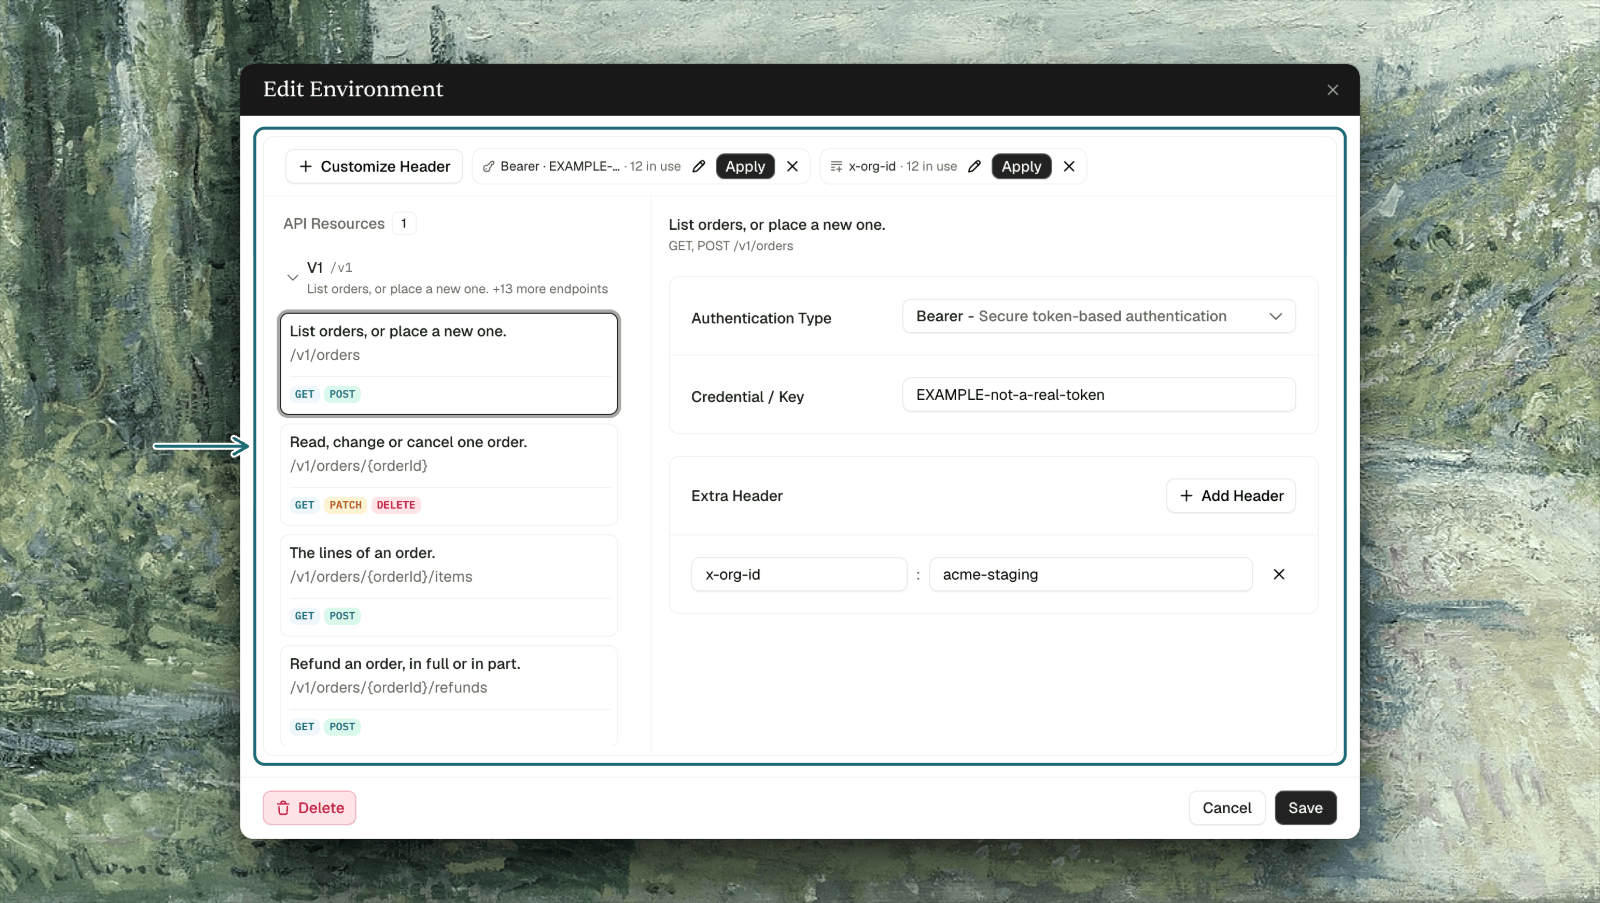 Edit Environment
Customize Header
Bearer · EXAMPLE-… · 12 in use
Apply
x-org-id · 12 in use
Apply
API Resources 1
V1 /v1
List orders, or place a new one. +13 more endpoints
List orders, or place a new one.
/v1/orders
GET POST
Read, change or cancel one order.
/v1/orders/{orderId}
GET PATCH DELETE
The lines of an order.
/v1/orders/{orderId}/items
GET POST
Refund an order, in full or in part.
/v1/orders/{orderId}/refunds
GET POST
List orders, or place a new one.
GET, POST /v1/orders
Authentication Type
Bearer - Secure token-based authentication
Credential / Key
EXAMPLE-not-a-real-token
Extra Header
Add Header
x-org-id : acme-staging
Delete
Cancel
Save